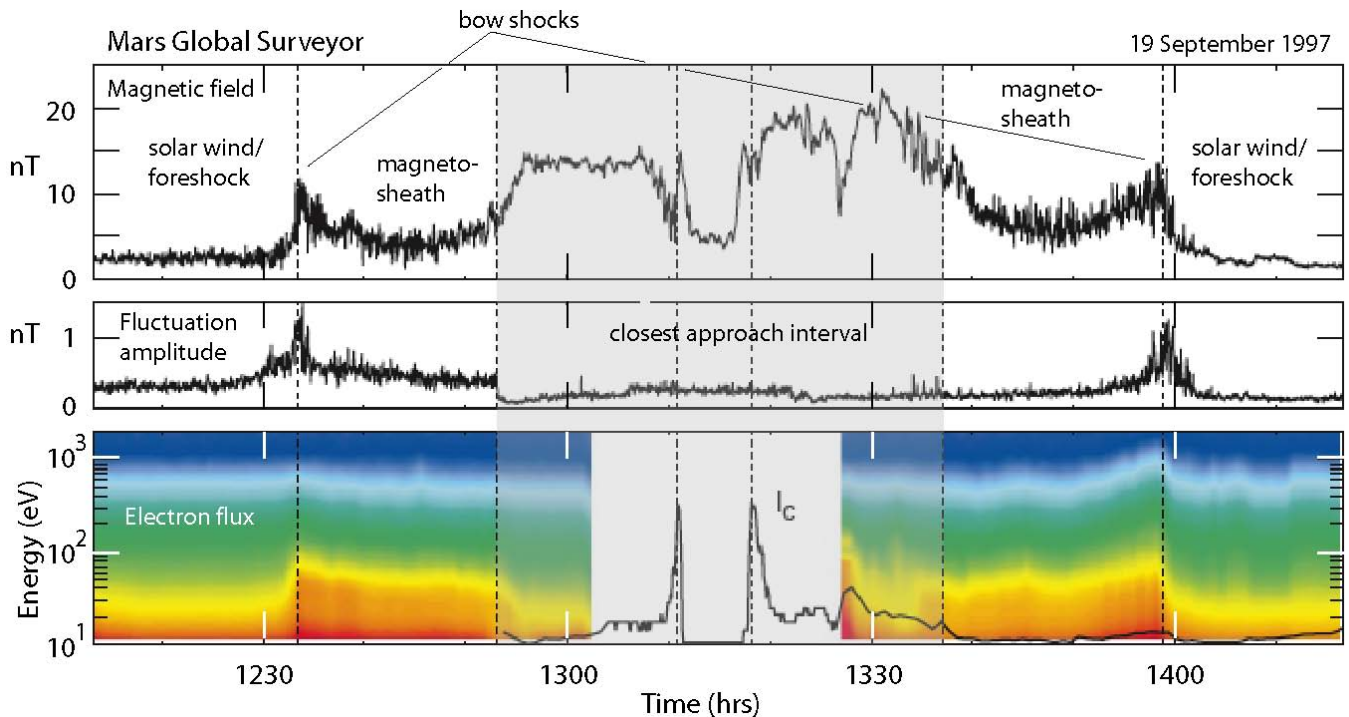 bow shocks
Mars Global Surveyor
19 September 1997
Magnetic field
nT
20
10
0
solar wind/
foreshock
magneto-
sheath
magneto-
sheath
solar wind/
foreshock
nT
1
0
Fluctuation
amplitude
closest approach interval
Energy (eV)
10³
10²
10¹
Electron flux
I_C
1230
1300
1330
1400
Time (hrs)